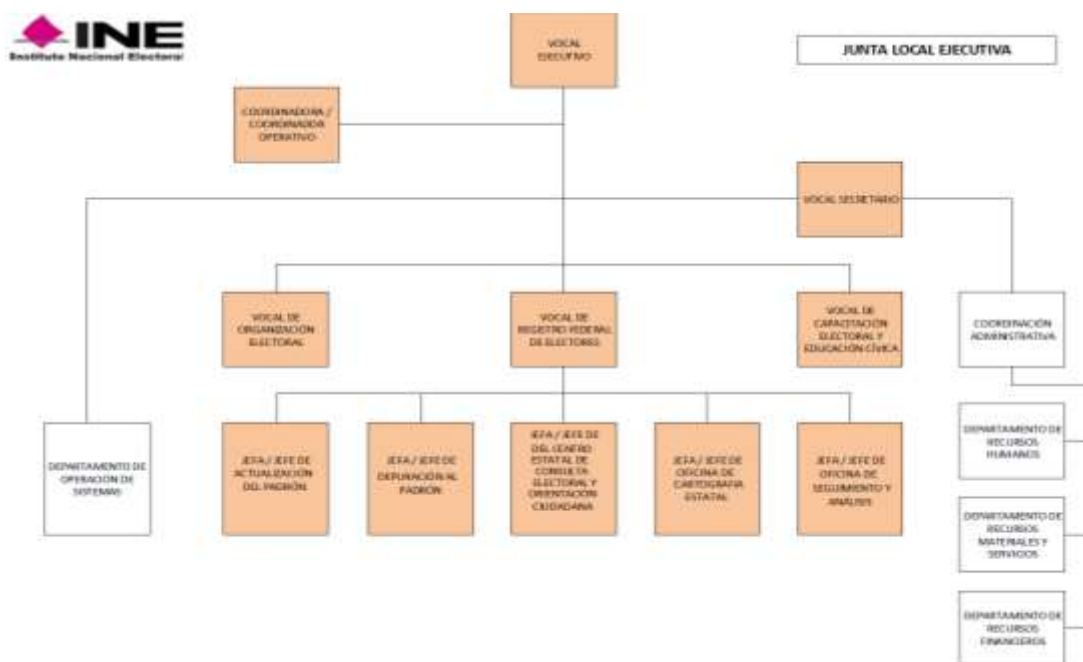 INE
Instituto Nacional Electoral
VOCAL
EJECUTIVO
JUNTA LOCAL EJECUTIVA
COORDINADORA /
COORDINADOR
OPERATIVO
VOCAL SECRETARIO
VOCAL DE
ORGANIZACIÓN
ELECTORAL
VOCAL DE
REGISTRO FEDERAL
DE ELECTORES
VOCAL DE
CAPACITACIÓN
ELECTORAL Y
EDUCACIÓN CÍVICA
COORDINACIÓN
ADMINISTRATIVA
DEPARTAMENTO DE
OPERACIÓN DE
SISTEMAS
JEFA / JEFE DE
ACTUALIZACIÓN
DEL PADRÓN
JEFA / JEFE DE
DEPURACIÓN AL
PADRÓN
JEFA / JEFE DE
DEL CENTRO
ESTATAL DE
CONSULTA
ELECTORAL Y
ORIENTACIÓN
CIUDADANA
JEFA / JEFE DE
OFICINA DE
CARTOGRAFÍA
ESTATAL
JEFA / JEFE DE
OFICINA DE
SEGUIMIENTO Y
ANÁLISIS
DEPARTAMENTO DE
RECURSOS
HUMANOS
DEPARTAMENTO DE
RECURSOS
MATERIALES Y
SERVICIOS
DEPARTAMENTO DE
RECURSOS
FINANCIEROS